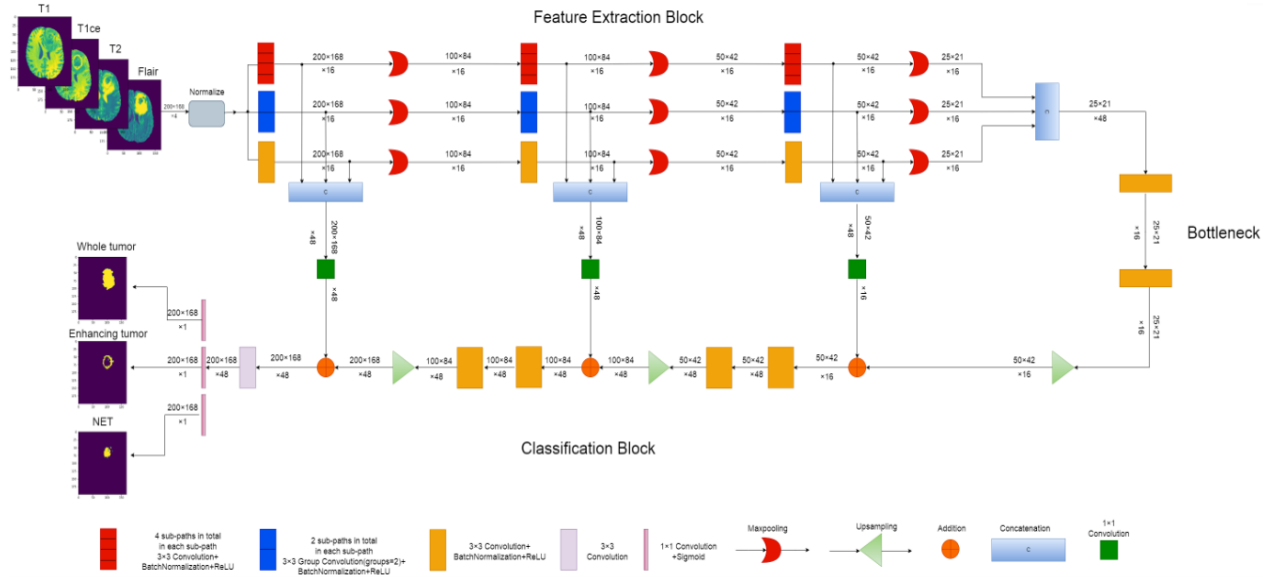 Feature Extraction Block
T1
T1ce
T2
Flair
200×168
Normalize
200×168
×16
100×84
×16
100×84
×16
50×42
×16
50×42
×16
25×21
×16
200×168
×16
100×84
×16
100×84
×16
50×42
×16
50×42
×16
25×21
×16
200×168
×16
100×84
×16
100×84
×16
50×42
×16
50×42
×16
25×21
×16
C
25×21
×48
C
C
C
200×168
×48
100×84
×48
50×42
×48
25×21
×16
Bottleneck
×48
×48
×16
25×21
×16
Whole tumor
200×168
×1
Enhancing tumor
200×168
×1
200×168
×48
200×168
×48
200×168
×48
100×84
×48
100×84
×48
100×84
×48
100×84
×48
50×42
×48
50×42
×48
50×42
×16
50×42
×16
NET
200×168
×1
Classification Block
4 sub-paths in total
in each sub-path
3×3 Convolution+
BatchNormalization+ReLU
2 sub-paths in total
in each sub-path
3×3 Group Convolution(groups=2)+
BatchNormalization+ReLU
3×3 Convolution+
BatchNormalization+ReLU
3×3
Convolution
1×1 Convolution
+Sigmoid
Maxpooling
Upsampling
Addition
Concatenation
C
1×1
Convolution